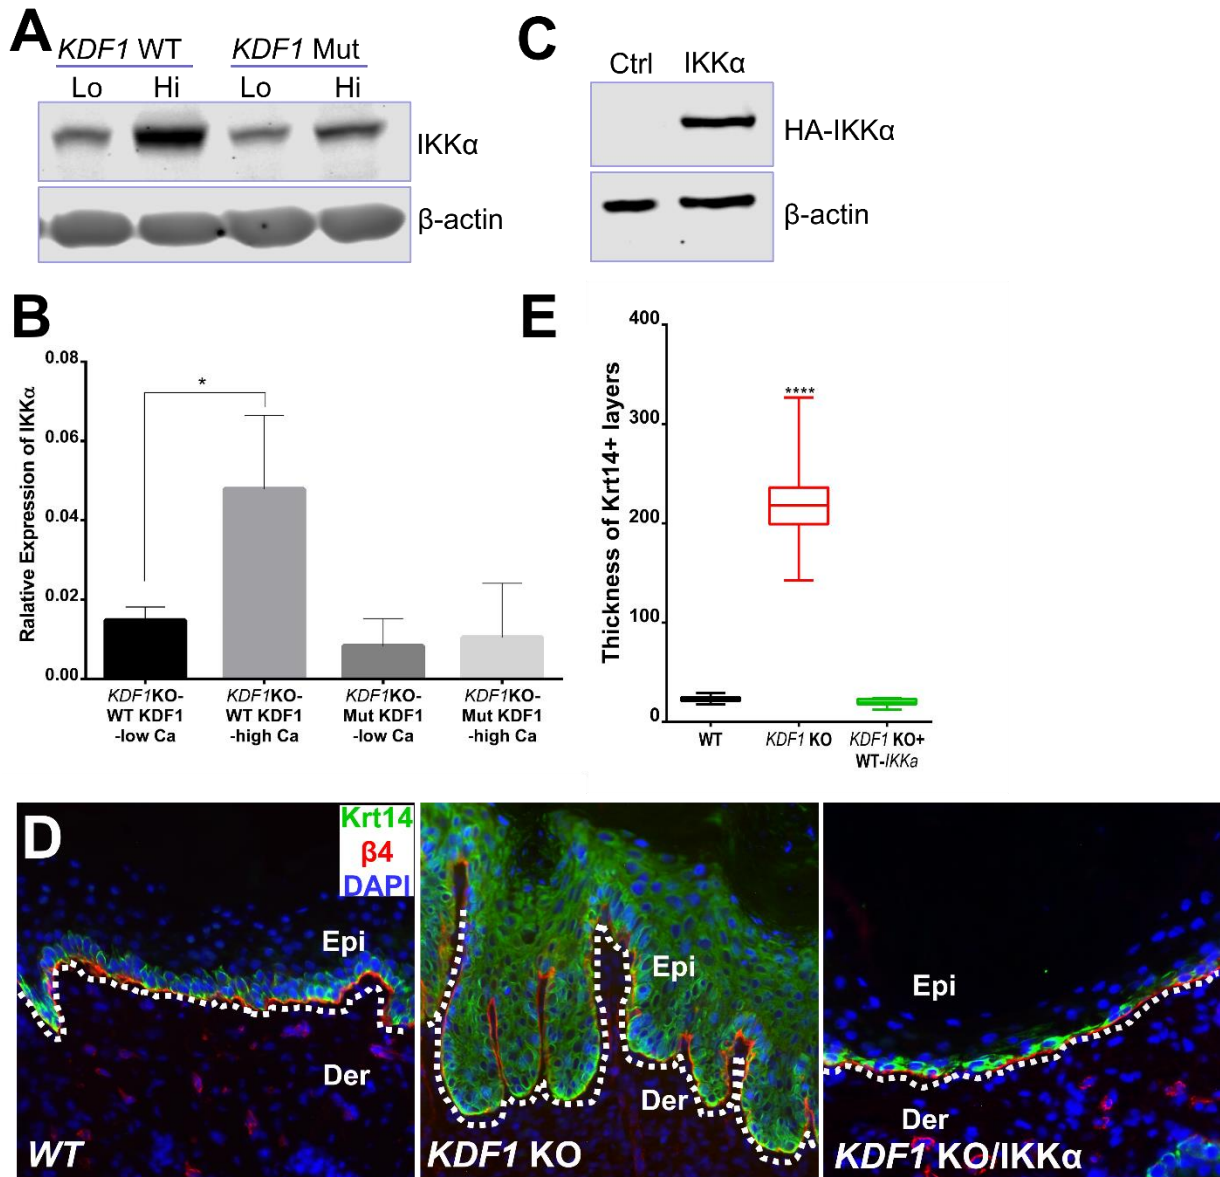 A
KDF1 WT
KDF1 Mut
Lo
Hi
Lo
Hi
IKKα
β-actin
C
Ctrl
IKKα
HA-IKKα
β-actin
B
Ralative Expression of IKKα
0.08
0.06
0.04
0.02
0.00
*
KDF1KO-
WT KDF1
-low Ca
KDF1KO-
WT KDF1
-high Ca
KDF1KO-
Mut KDF1
-low Ca
KDF1KO-
Mut KDF1
-high Ca
E
Thickness of Krt14+ layers
400
300
200
100
0
****
WT
KDF1 KO
KDF1 KO+
WT-IKKa
D
Krt14
β4
DAPI
Epi
Der
WT
Epi
Der
KDF1 KO
Epi
Der
KDF1 KO/IKKα